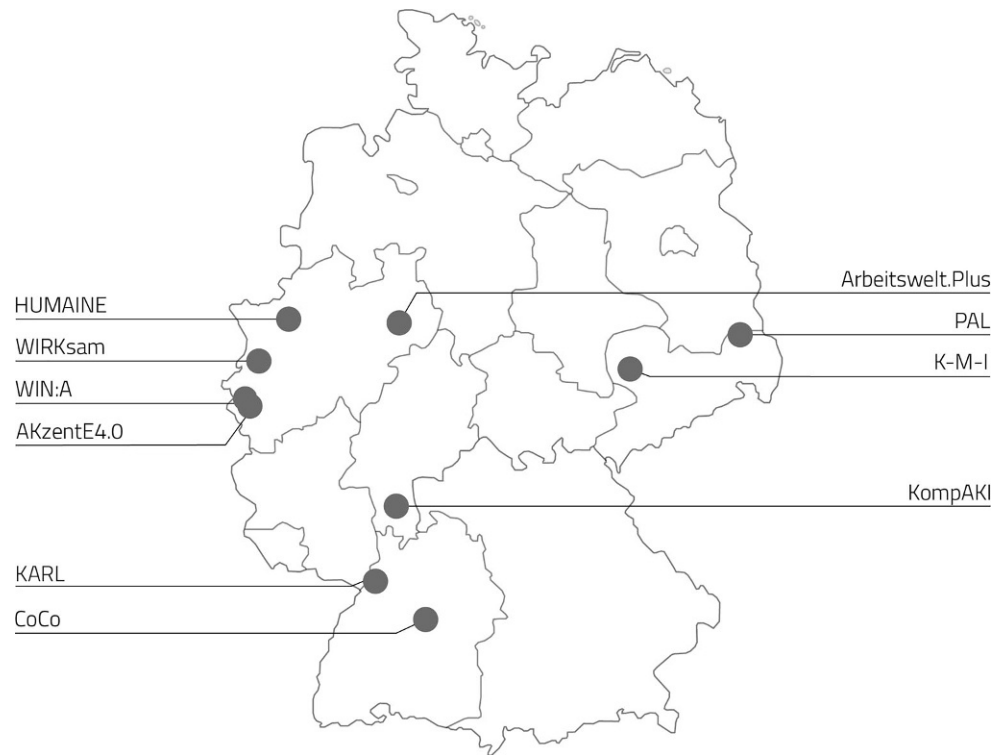 HUMAINE
WIRKsam
WIN:A
AKzentE4.0
KARL
CoCo
Arbeitswelt.Plus
PAL
K-M-I
KompAKI